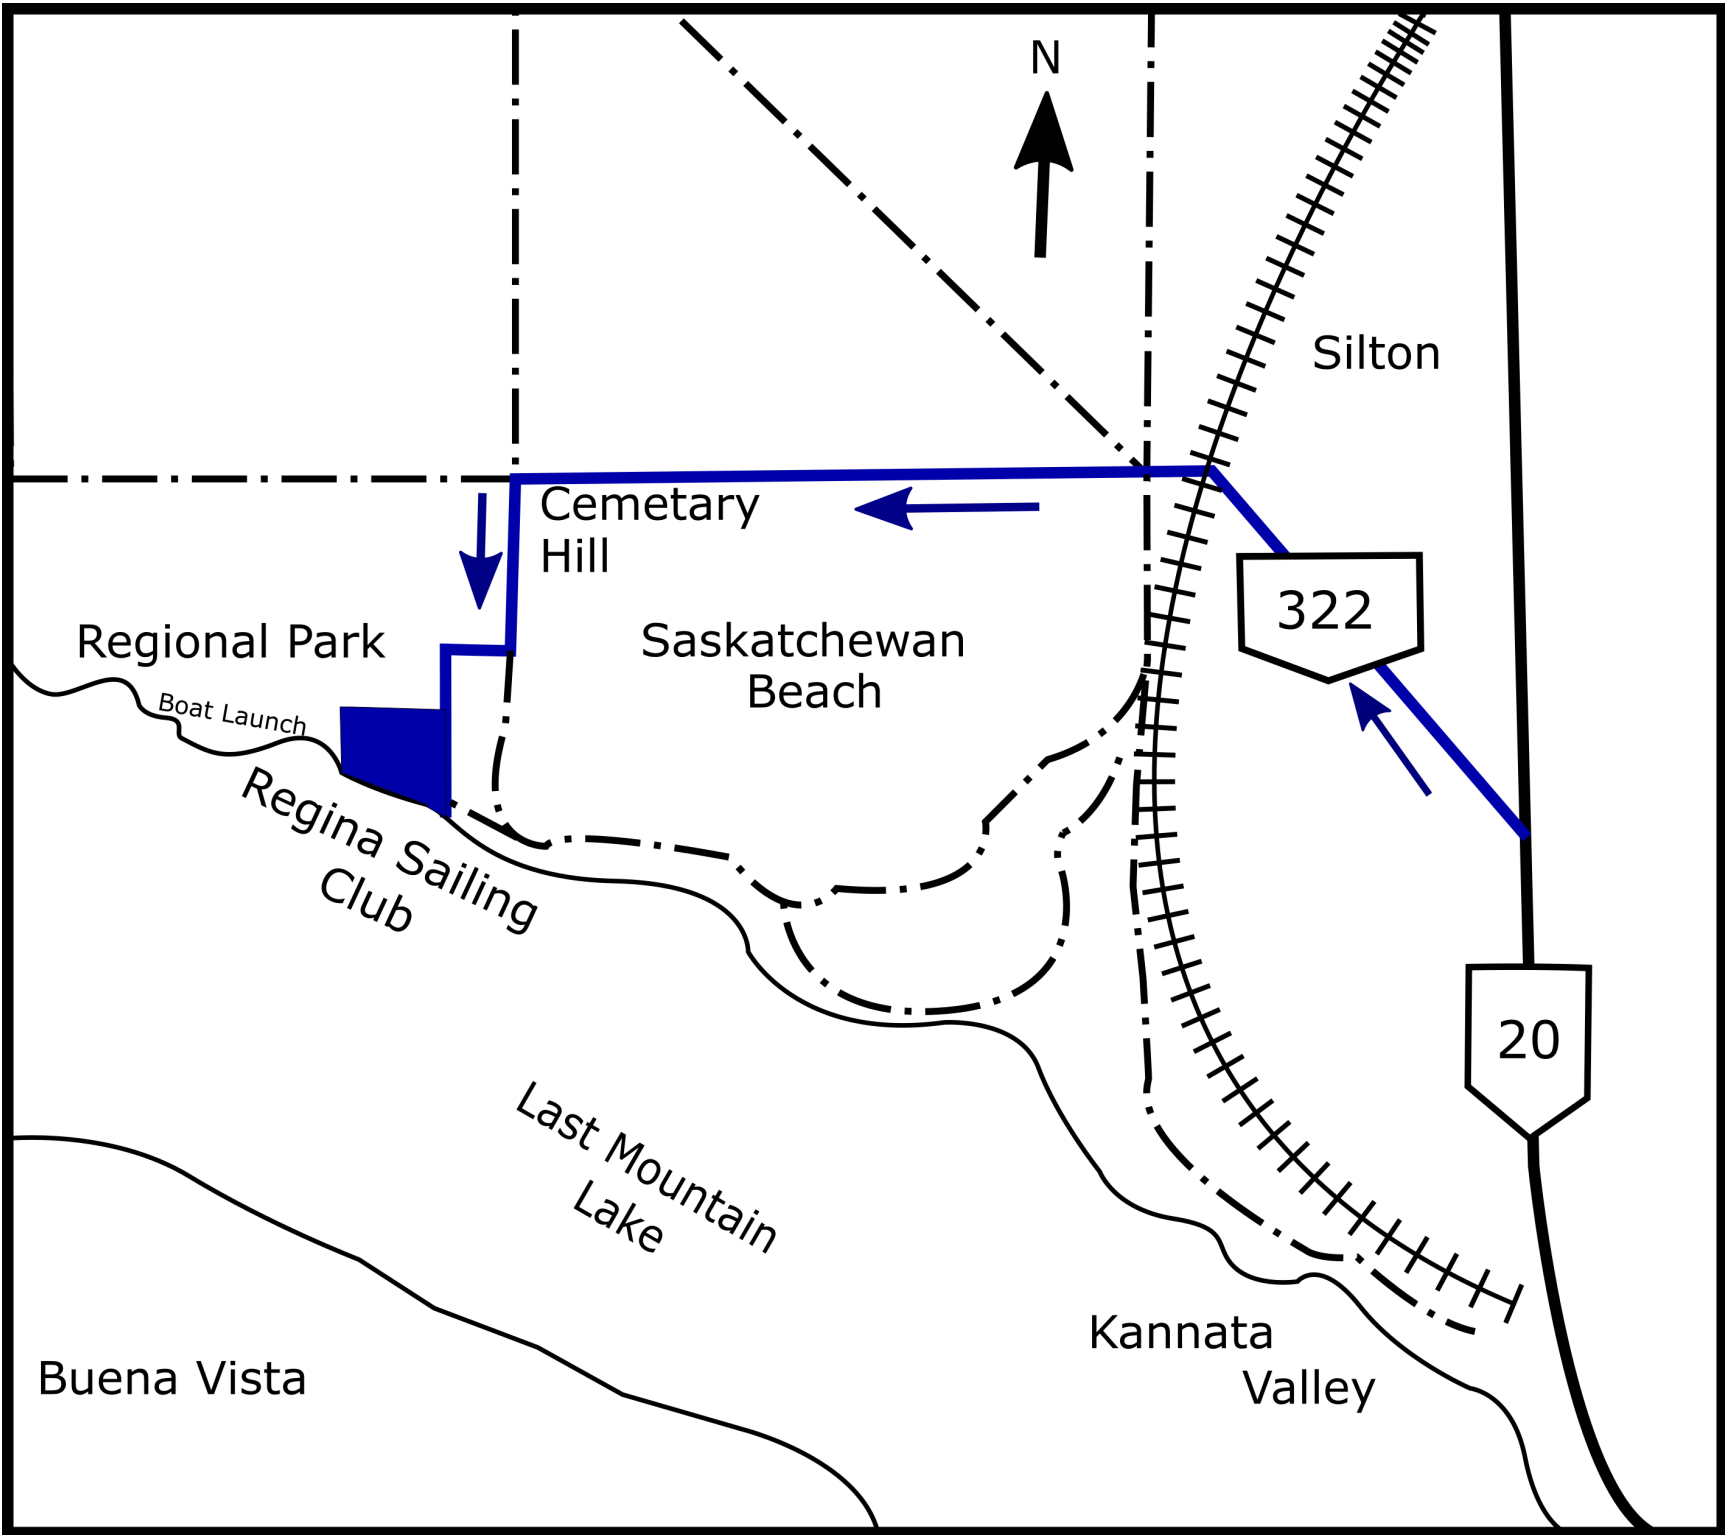 N
Silton
Cemetary
Hill
322
Regional Park
Saskatchewan
Beach
Boat Launch
Regina Sailing
Club
20
Last Mountain
Lake
Kannata
Valley
Buena Vista